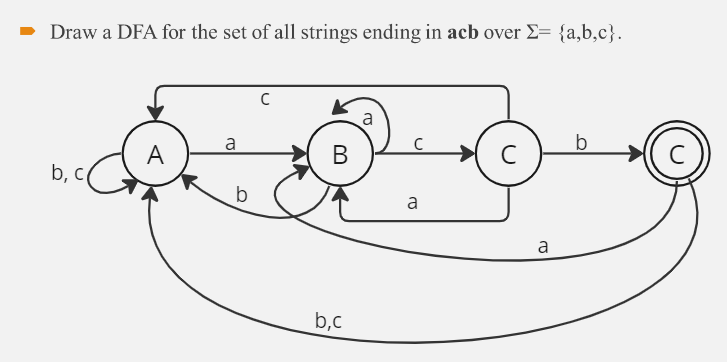 Draw a DFA for the set of all strings ending in acb over Σ= {a,b,c}.
c
a
b, c
A
a
B
c
C
b
C
b
a
a
b,c